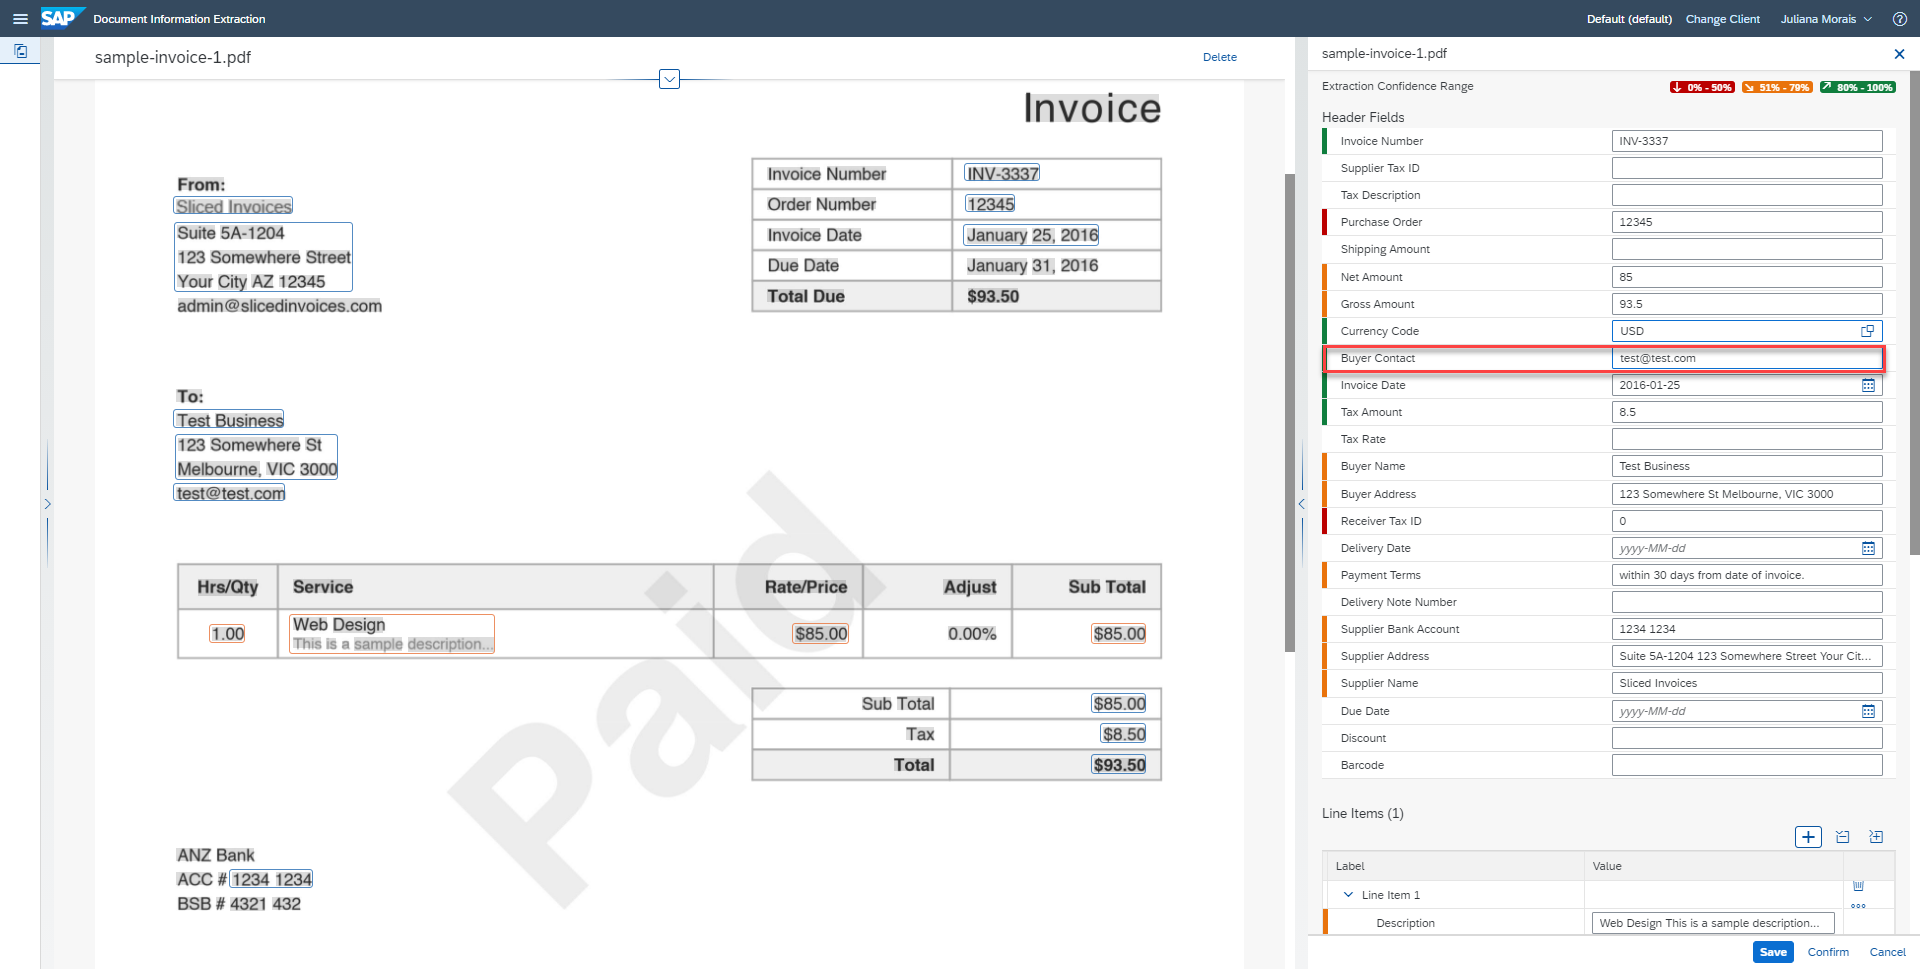 SAP Document Information Extraction
Default (default) Change Client Juliana Morais
sample-invoice-1.pdf
Delete
Invoice
From:
Sliced Invoices
Suite 5A-1204
123 Somewhere Street
Your City AZ 12345
admin@slicedinvoices.com
Invoice Number INV-3337
Order Number 12345
Invoice Date January 25, 2016
Due Date January 31, 2016
Total Due $93.50
To:
Test Business
123 Somewhere St
Melbourne, VIC 3000
test@test.com
Paid
Hrs/Qty Service Rate/Price Adjust Sub Total
1.00 Web Design $85.00 0.00% $85.00
This is a sample description...
Sub Total $85.00
Tax $8.50
Total $93.50
ANZ Bank
ACC # 1234 1234
BSB # 4321 432
sample-invoice-1.pdf
Extraction Confidence Range 0% - 50% 51% - 79% 80% - 100%
Header Fields
Invoice Number INV-3337
Supplier Tax ID
Tax Description
Purchase Order 12345
Shipping Amount
Net Amount 85
Gross Amount 93.5
Currency Code USD
Buyer Contact test@test.com
Invoice Date 2016-01-25
Tax Amount 8.5
Tax Rate
Buyer Name Test Business
Buyer Address 123 Somewhere St Melbourne, VIC 3000
Receiver Tax ID 0
Delivery Date yyyy-MM-dd
Payment Terms within 30 days from date of invoice.
Delivery Note Number
Supplier Bank Account 1234 1234
Supplier Address Suite 5A-1204 123 Somewhere Street Your Cit...
Supplier Name Sliced Invoices
Due Date yyyy-MM-dd
Discount
Barcode
Line Items (1)
Label Value
Line Item 1
Description Web Design This is a sample description...
Save Confirm Cancel